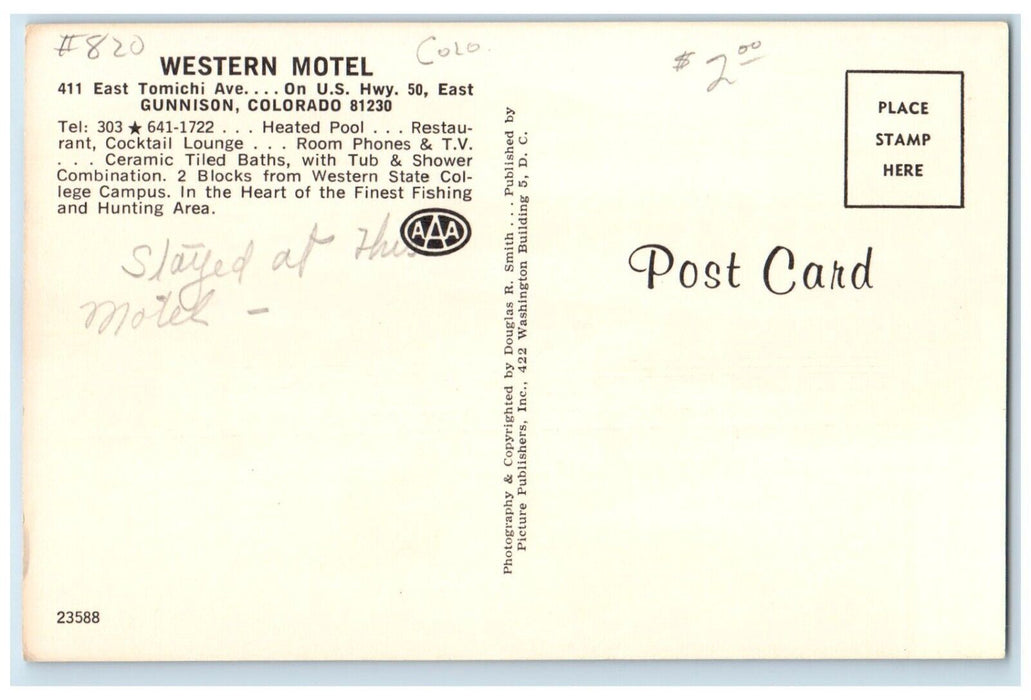 #820
Colo.
$2.00
WESTERN MOTEL
411 East Tomichi Ave.... On U.S. Hwy. 50, East
GUNNISON, COLORADO 81230
Tel: 303 ★ 641-1722 . . . Heated Pool . . . Restau-
rant, Cocktail Lounge . . . Room Phones & T.V.
. . . Ceramic Tiled Baths, with Tub & Shower
Combination. 2 Blocks from Western State Col-
lege Campus. In the Heart of the Finest Fishing
and Hunting Area.
AAA
Stayed at this
Motel -
23588
Photography & Copyrighted by Douglas R. Smith . . . Published by
Picture Publishers, Inc., 422 Washington Building 5, D. C.
PLACE
STAMP
HERE
Post Card